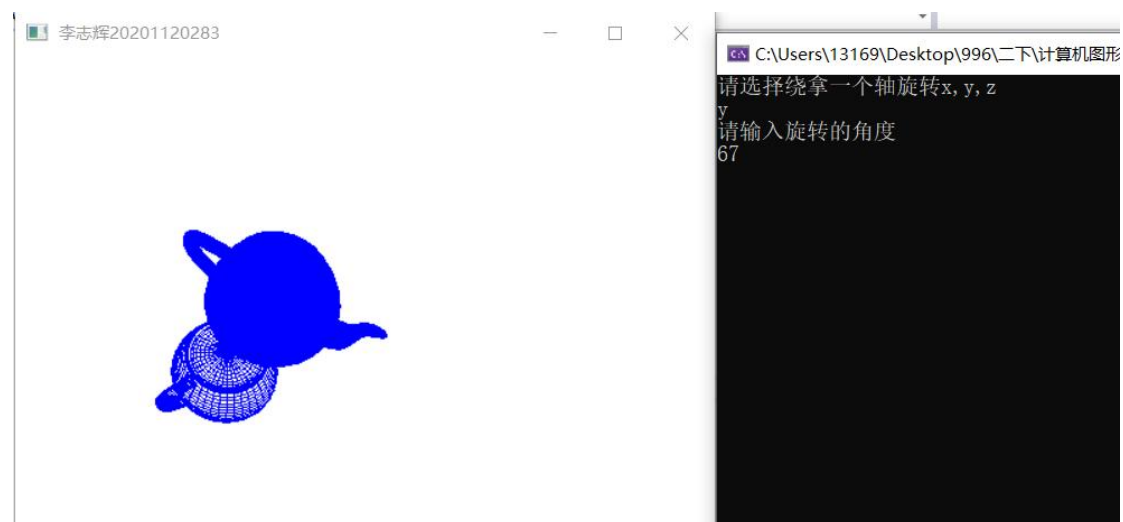 李志辉20201120283
C:\Users\13169\Desktop\996\二下\计算机图形
请选择绕拿一个轴旋转x,y,z
y
请输入旋转的角度
67